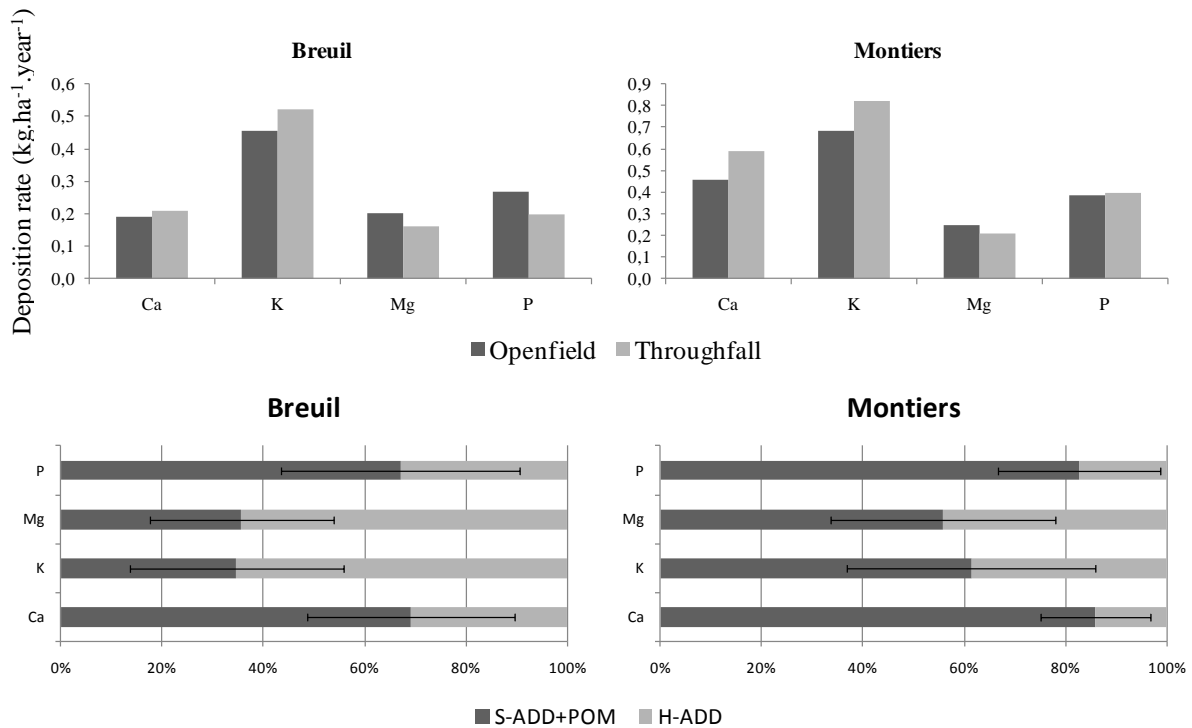 Deposition rate (kg.ha⁻¹.year⁻¹)
Breuil
0,6
0,5
0,4
0,3
0,2
0,1
0,0
Ca K Mg P
Montiers
0,9
0,8
0,7
0,6
0,5
0,4
0,3
0,2
0,1
0,0
Ca K Mg P
Openfield Throughfall
Breuil
P
Mg
K
Ca
0% 20% 40% 60% 80% 100%
Montiers
P
Mg
K
Ca
0% 20% 40% 60% 80% 100%
S-ADD+POM H-ADD